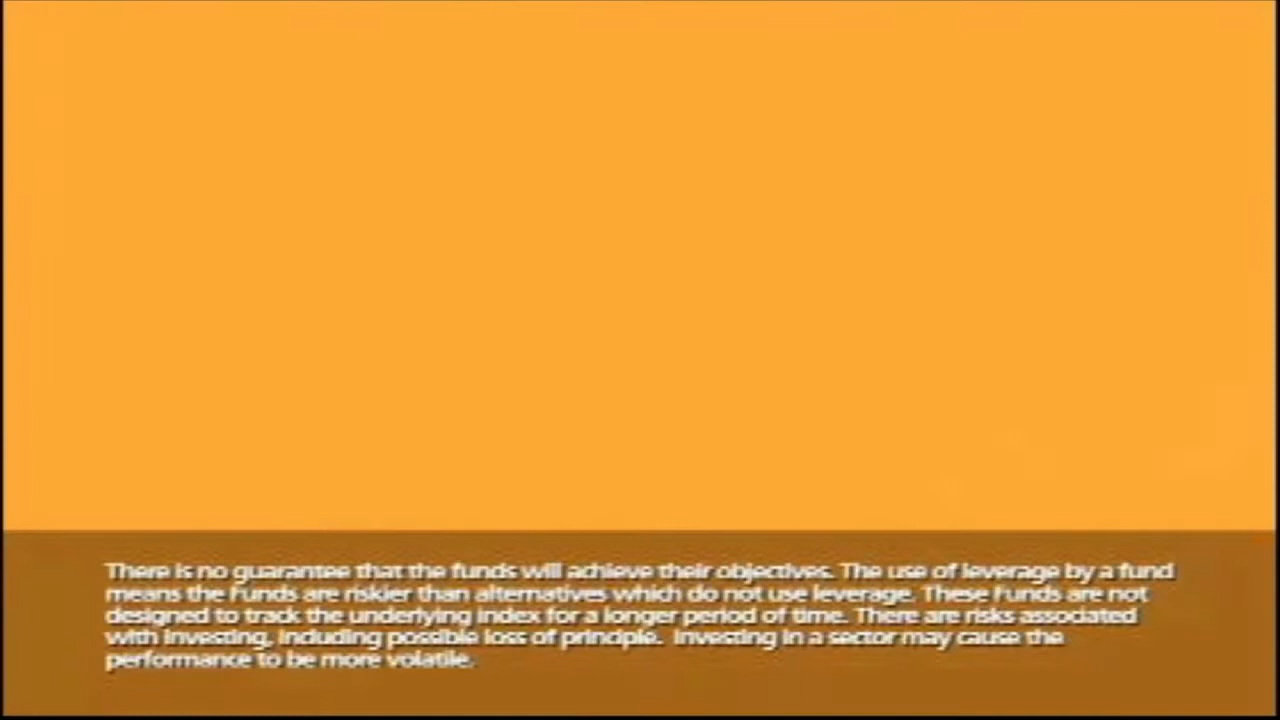 There is no guarantee that the funds will achieve their objectives. The use of leverage by a fund
means the Funds are riskier than alternatives which do not use leverage. These Funds are not
designed to track the underlying index for a longer period of time. There are risks associated
with investing, including possible loss of principle. Investing in a sector may cause the
performance to be more volatile.